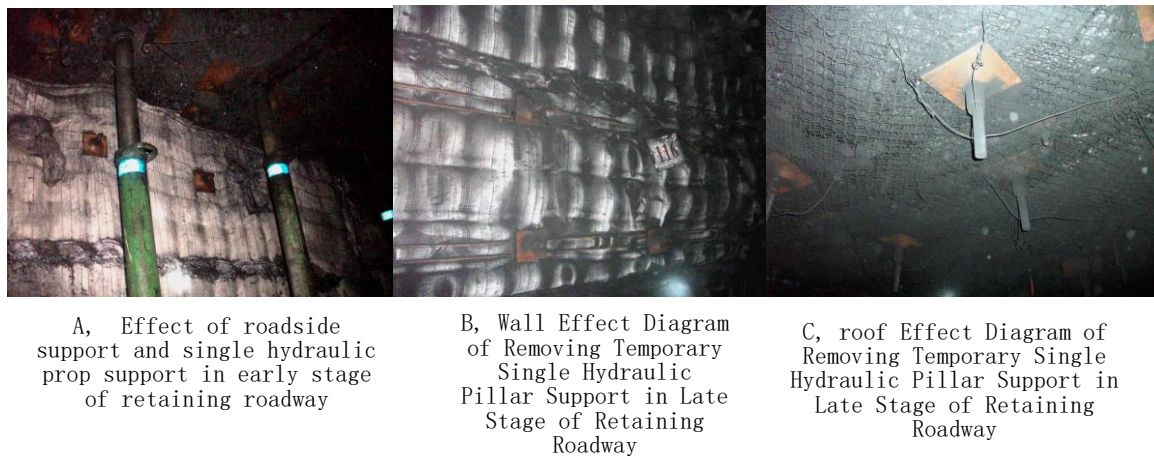 A, Effect of roadside
support and single hydraulic
prop support in early stage
of retaining roadway
B, Wall Effect Diagram
of Removing Temporary
Single Hydraulic
Pillar Support in Late
Stage of Retaining
Roadway
C, roof Effect Diagram of
Removing Temporary Single
Hydraulic Pillar Support in
Late Stage of Retaining
Roadway